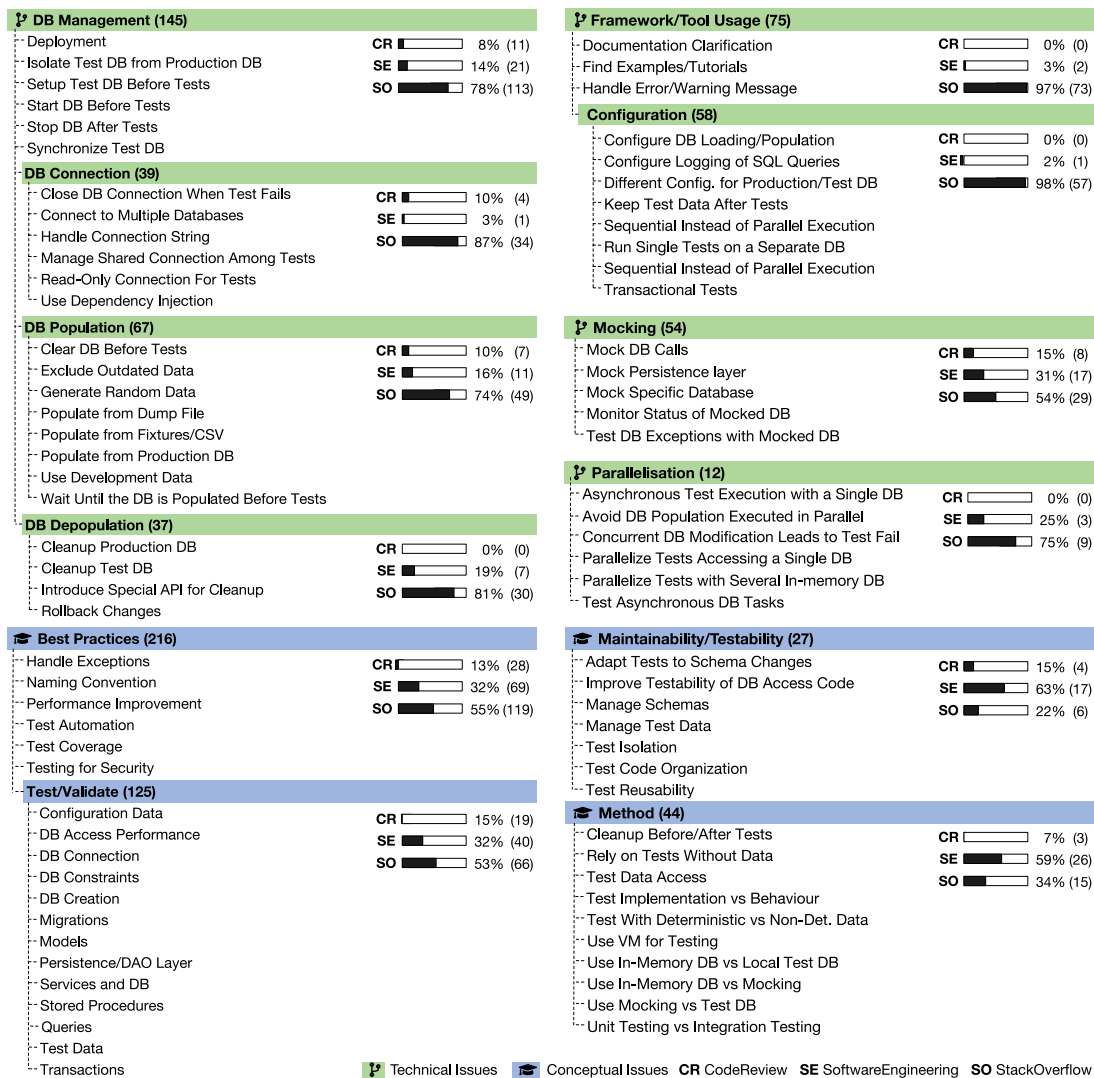 DB Management (145)
Deployment
Isolate Test DB from Production DB
Setup Test DB Before Tests
Start DB Before Tests
Stop DB After Tests
Synchronize Test DB
CR 8% (11)
SE 14% (21)
SO 78% (113)
DB Connection (39)
Close DB Connection When Test Fails
Connect to Multiple Databases
Handle Connection String
Manage Shared Connection Among Tests
Read-Only Connection For Tests
Use Dependency Injection
CR 10% (4)
SE 3% (1)
SO 87% (34)
DB Population (67)
Clear DB Before Tests
Exclude Outdated Data
Generate Random Data
Populate from Dump File
Populate from Fixtures/CSV
Populate from Production DB
Use Development Data
Wait Until the DB is Populated Before Tests
CR 10% (7)
SE 16% (11)
SO 74% (49)
DB Depopulation (37)
Cleanup Production DB
Cleanup Test DB
Introduce Special API for Cleanup
Rollback Changes
CR 0% (0)
SE 19% (7)
SO 81% (30)
Best Practices (216)
Handle Exceptions
Naming Convention
Performance Improvement
Test Automation
Test Coverage
Testing for Security
CR 13% (28)
SE 32% (69)
SO 55% (119)
Test/Validate (125)
Configuration Data
DB Access Performance
DB Connection
DB Constraints
DB Creation
Migrations
Models
Persistence/DAO Layer
Services and DB
Stored Procedures
Queries
Test Data
Transactions
CR 15% (19)
SE 32% (40)
SO 53% (66)
Framework/Tool Usage (75)
Documentation Clarification
Find Examples/Tutorials
Handle Error/Warning Message
CR 0% (0)
SE 3% (2)
SO 97% (73)
Configuration (58)
Configure DB Loading/Population
Configure Logging of SQL Queries
Different Config. for Production/Test DB
Keep Test Data After Tests
Sequential Instead of Parallel Execution
Run Single Tests on a Separate DB
Sequential Instead of Parallel Execution
Transactional Tests
CR 0% (0)
SE 2% (1)
SO 98% (57)
Mocking (54)
Mock DB Calls
Mock Persistence layer
Mock Specific Database
Monitor Status of Mocked DB
Test DB Exceptions with Mocked DB
CR 15% (8)
SE 31% (17)
SO 54% (29)
Parallelisation (12)
Asynchronous Test Execution with a Single DB
Avoid DB Population Executed in Parallel
Concurrent DB Modification Leads to Test Fail
Parallelize Tests Accessing a Single DB
Parallelize Tests with Several In-memory DB
Test Asynchronous DB Tasks
CR 0% (0)
SE 25% (3)
SO 75% (9)
Maintainability/Testability (27)
Adapt Tests to Schema Changes
Improve Testability of DB Access Code
Manage Schemas
Manage Test Data
Test Isolation
Test Code Organization
Test Reusability
CR 15% (4)
SE 63% (17)
SO 22% (6)
Method (44)
Cleanup Before/After Tests
Rely on Tests Without Data
Test Data Access
Test Implementation vs Behaviour
Test With Deterministic vs Non-Det. Data
Use VM for Testing
Use In-Memory DB vs Local Test DB
Use In-Memory DB vs Mocking
Use Mocking vs Test DB
Unit Testing vs Integration Testing
CR 7% (3)
SE 59% (26)
SO 34% (15)
Technical Issues Conceptual Issues CR CodeReview SE SoftwareEngineering SO StackOverflow